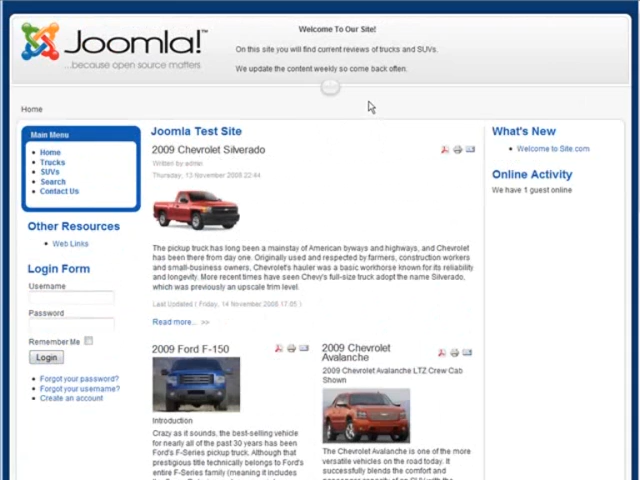 Joomla!™
...because open source matters
Welcome To Our Site!
On this site you will find current reviews of trucks and SUVs.
We update the content weekly so come back often.
Home
Main Menu
Home
Trucks
SUVs
Search
Contact Us
Other Resources
Web Links
Login Form
Username
Password
Remember Me
Login
Forgot your password?
Forgot your username?
Create an account
Joomla Test Site
2009 Chevrolet Silverado
Written by admin
Thursday, 13 November 2008 22:44
The pickup truck has long been a mainstay of American byways and highways, and Chevrolet
has been there from day one. Originally used and respected by farmers, construction workers
and small-business owners, Chevrolet's hauler was a basic workhorse known for its reliability
and longevity. More recent times have seen Chevy's full-size truck adopt the name Silverado,
which was previously an upscale trim level.
Last Updated ( Friday, 14 November 2008 17:05 )
Read more... >>
2009 Ford F-150
Introduction
Crazy as it sounds, the best-selling vehicle
for nearly all of the past 30 years has been
Ford's F-Series pickup truck. Although that
prestigious title technically belongs to Ford's
entire F-Series family (meaning it includes
2009 Chevrolet
Avalanche
2009 Chevrolet Avalanche LTZ Crew Cab
Shown
The Chevrolet Avalanche is one of the more
versatile vehicles on the road today. It
successfully blends the comfort and
What's New
Welcome to Site.com
Online Activity
We have 1 guest online